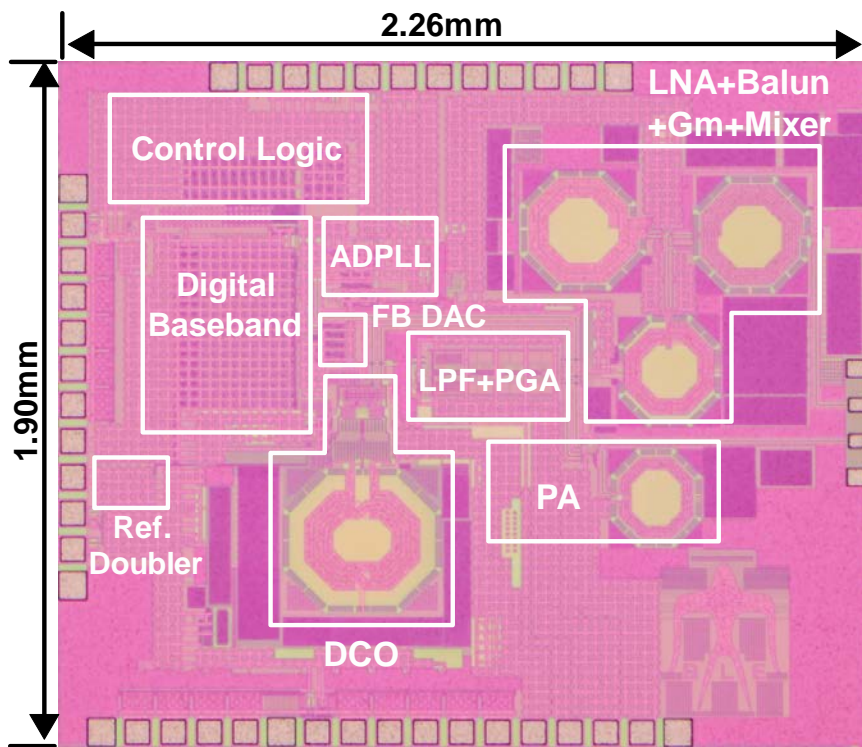 2.26mm
1.90mm
LNA+Balun
+Gm+Mixer
Control Logic
ADPLL
Digital
Baseband
FB DAC
LPF+PGA
PA
Ref.
Doubler
DCO